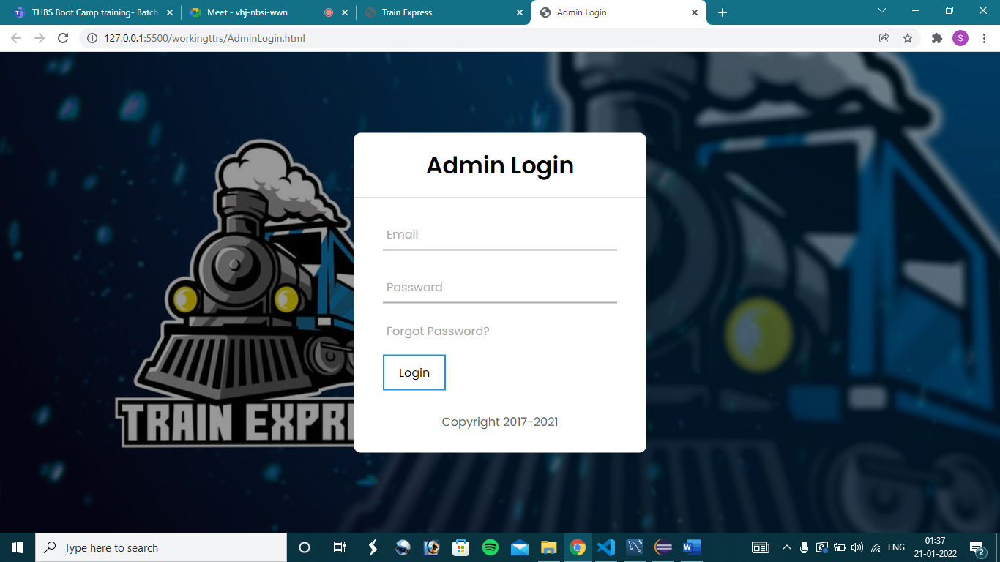 THBS Boot Camp training- Batch
Meet - vhj-nbsi-wwn
Train Express
Admin Login
127.0.0.1:5500/workingttrs/AdminLogin.html
S
Admin Login
Email
Password
Forgot Password?
Login
Copyright 2017-2021
TRAIN EXPR
Type here to search
ENG
01:37
21-01-2022
2